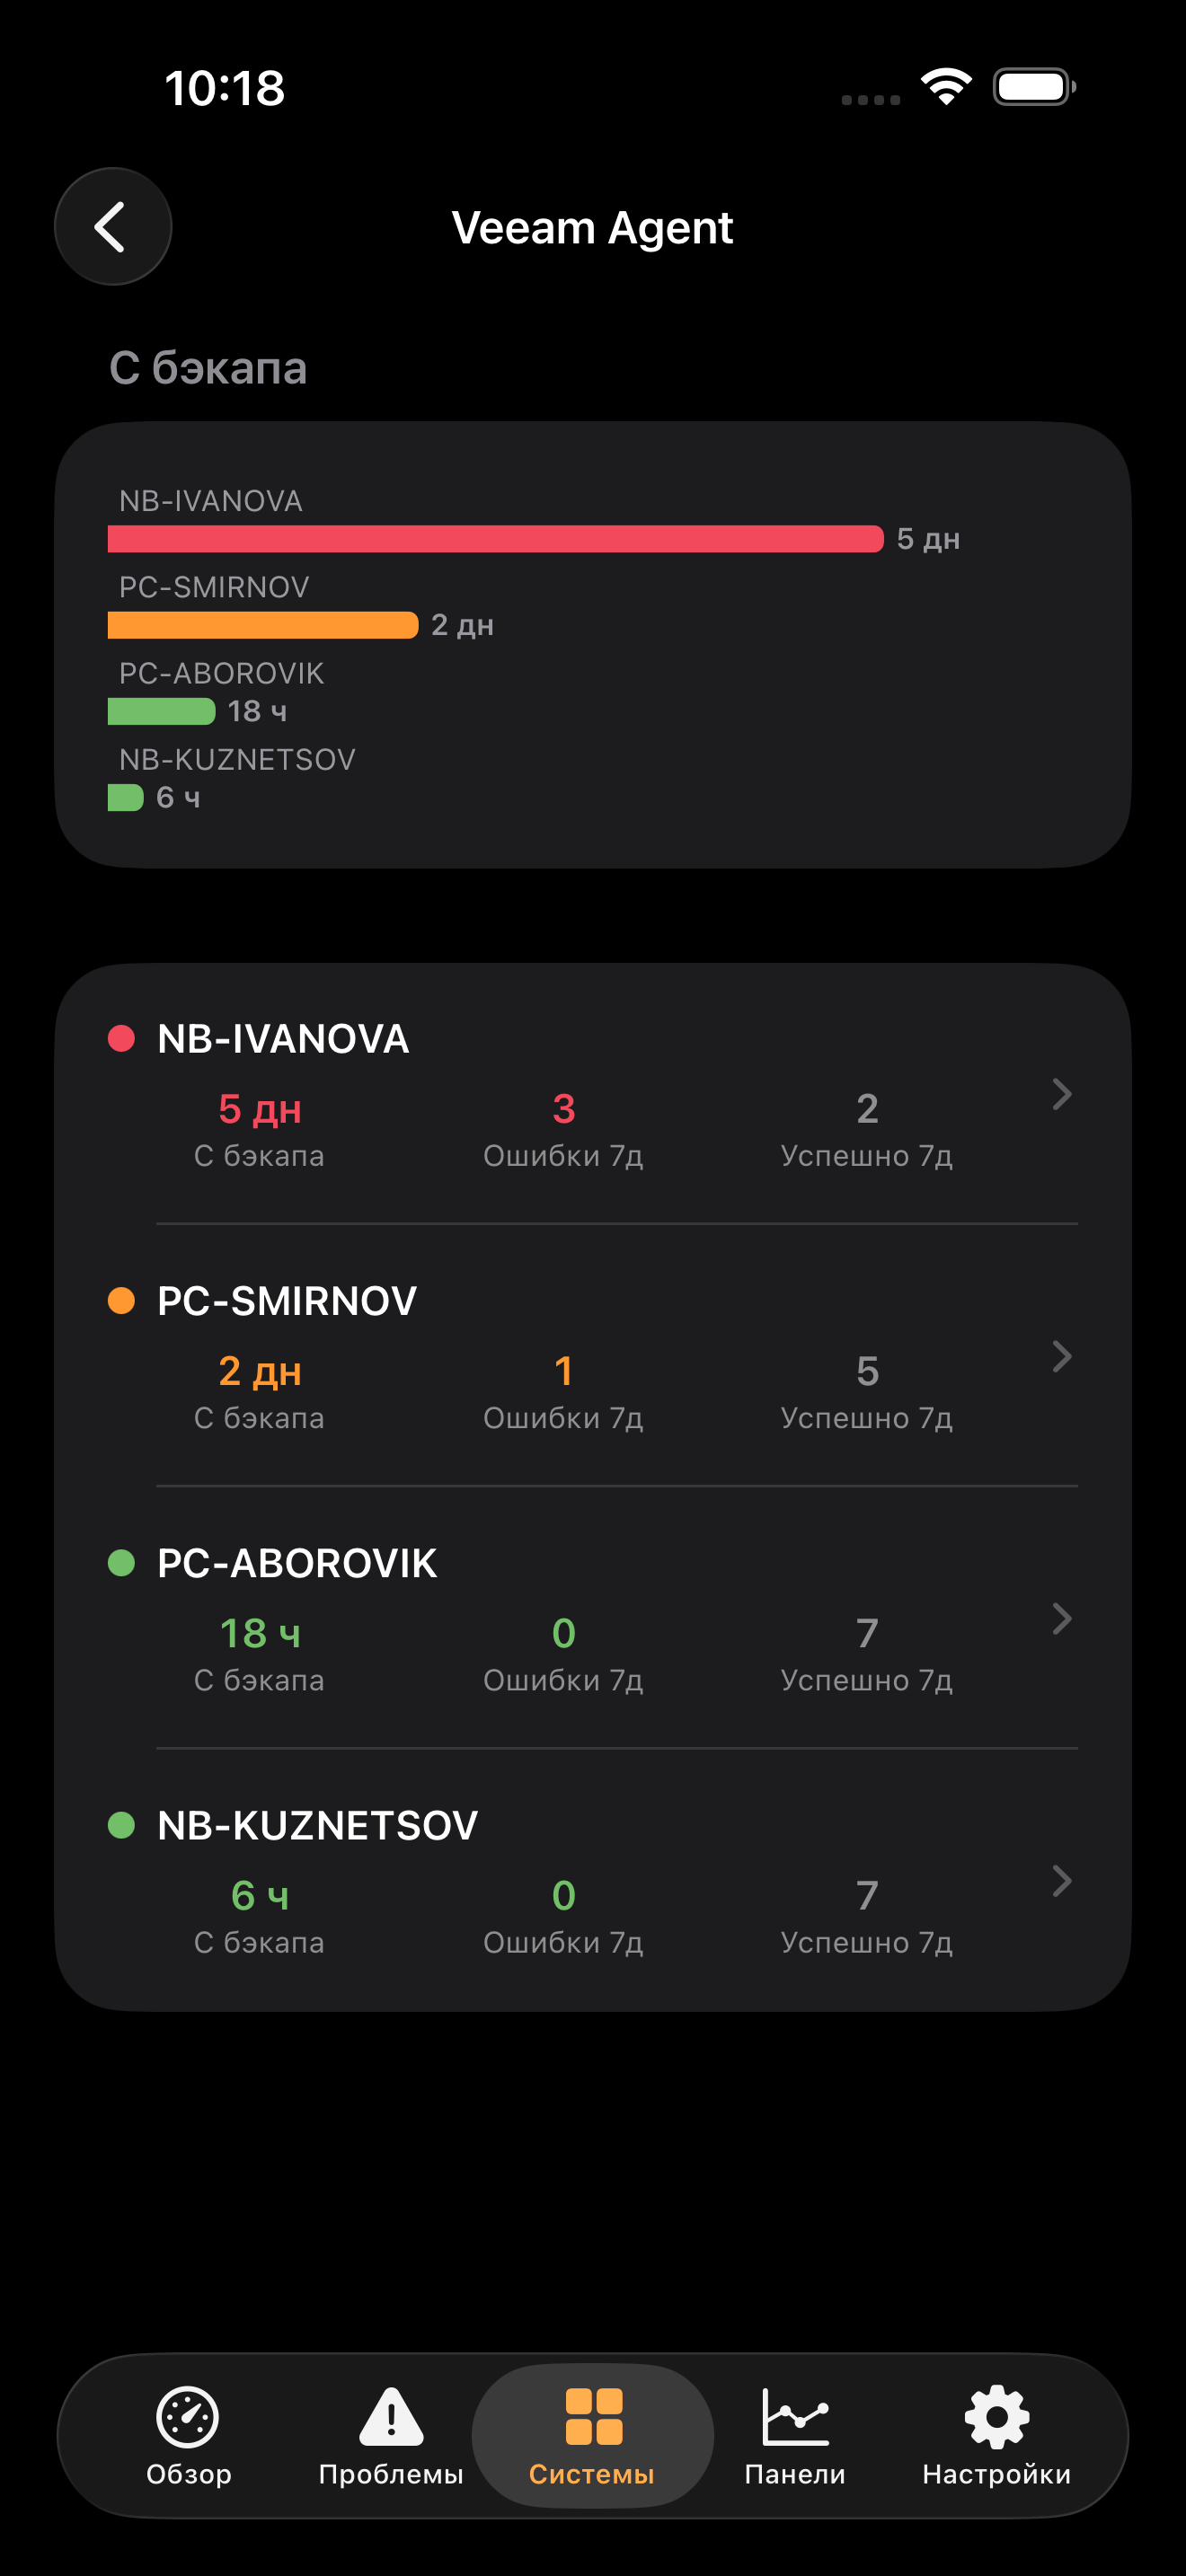 10:18
Veeam Agent
С бэкапа
NB-IVANOVA
5 дн
PC-SMIRNOV
2 дн
PC-ABOROVIK
18 ч
NB-KUZNETSOV
6 ч
NB-IVANOVA
5 дн 3 2
С бэкапа Ошибки 7д Успешно 7д
PC-SMIRNOV
2 дн 1 5
С бэкапа Ошибки 7д Успешно 7д
PC-ABOROVIK
18 ч 0 7
С бэкапа Ошибки 7д Успешно 7д
NB-KUZNETSOV
6 ч 0 7
С бэкапа Ошибки 7д Успешно 7д
Обзор Проблемы Системы Панели Настройки